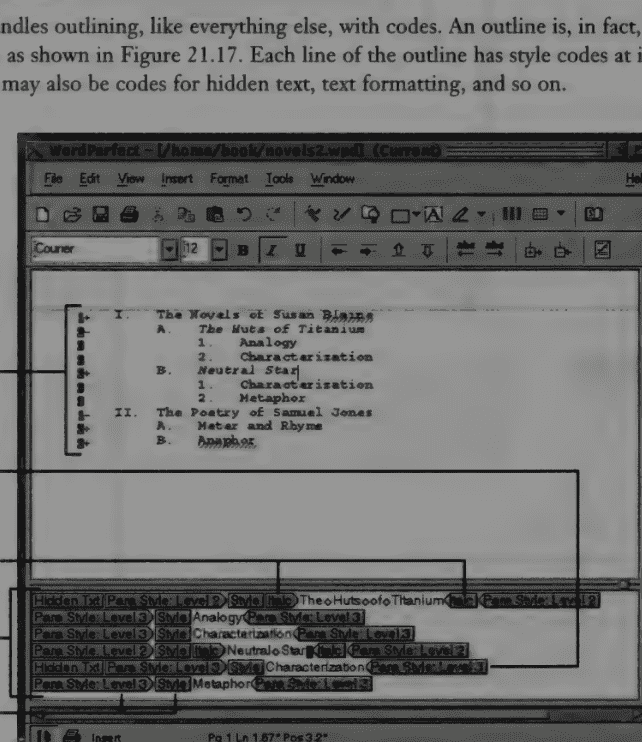 ndles outlining, like everything else, with codes. An outline is, in fact,
as shown in Figure 21.17. Each line of the outline has style codes at i
may also be codes for hidden text, text formatting, and so on.
WordPerfect - [/home/book/novels2.wpd] (Current)
File Edit View Insert Format Tools Window Hel
Courier 12 B I U
I. The Novels of Susan Blaine
A. The Huts of Titanium
1. Analogy
2. Characterization
B. Neutral Star
1. Characterization
2. Metaphor
II. The Poetry of Samuel Jones
A. Meter and Rhyme
B. Anaphor
Hidden Txt Para Style: Level 2 Style Italc The◇Huts◇of◇Titanium Italc Para Style: Level 2
Para Style: Level 3 Style Analogy Para Style: Level 3
Para Style: Level 3 Style Characterization Para Style: Level 3
Para Style: Level 2 Style Italc Neutral◇Star Italc Para Style: Level 2
Hidden Txt Para Style: Level 3 Style Characterization Para Style: Level 3
Para Style: Level 3 Style Metaphor Para Style: Level 3
Insert Pg 1 Ln 1.67" Pos 3.2"